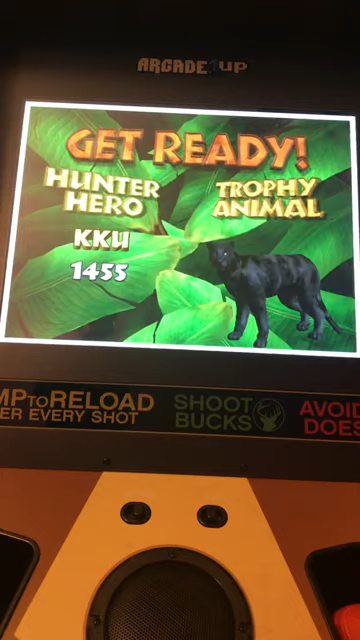 ARCADE1UP
GET READY!
HUNTER
HERO
KKU
1455
TROPHY
ANIMAL
MP TO RELOAD
ER EVERY SHOT
SHOOT
BUCKS
AVOID
DOES